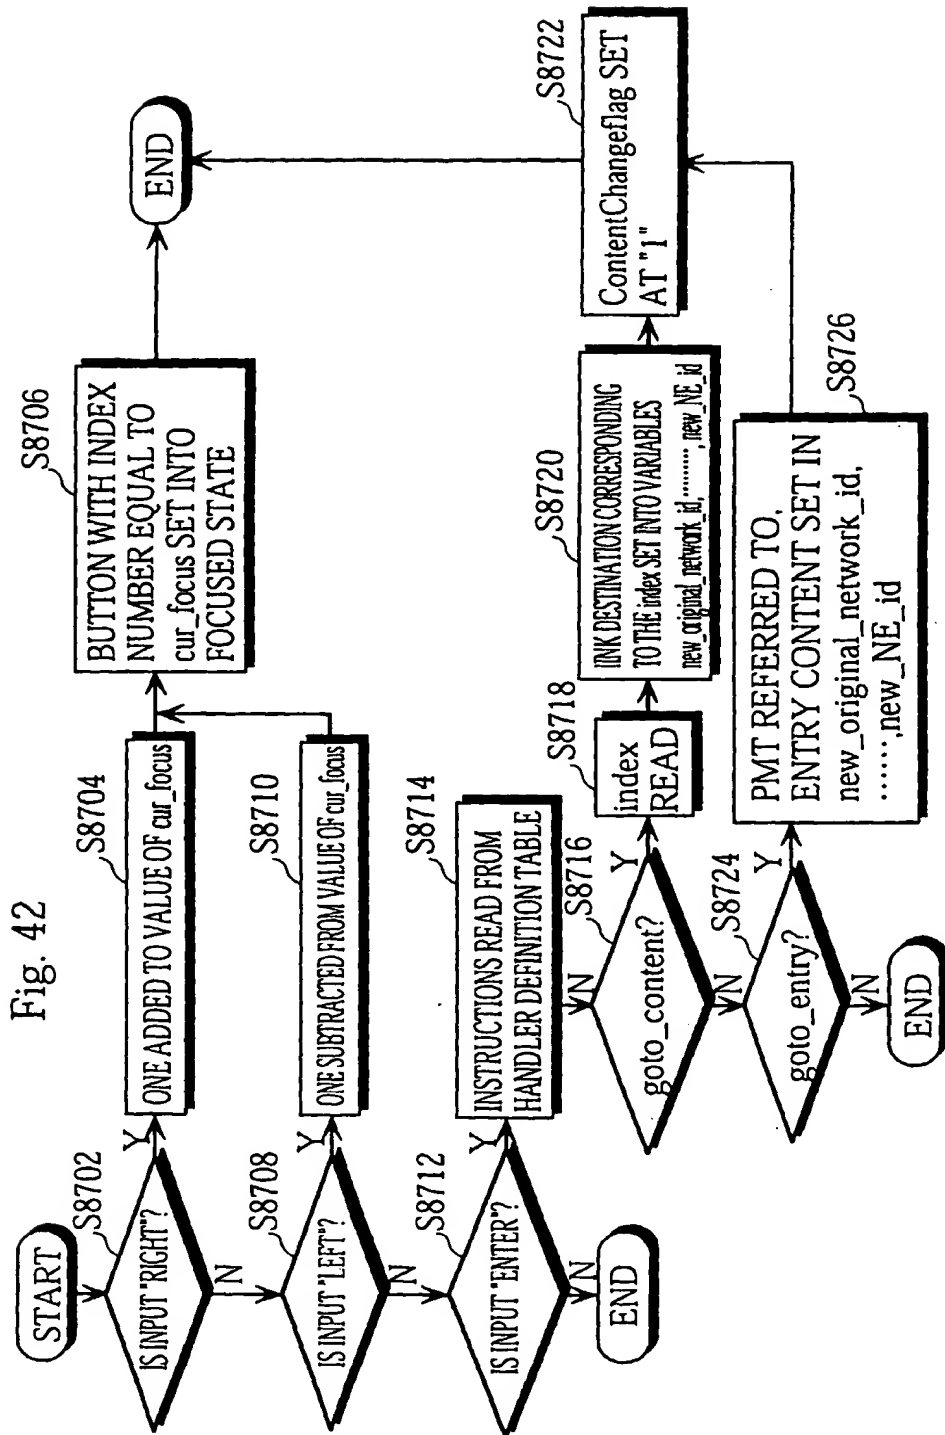 Fig. 42
START
S8702
IS INPUT "RIGHT"?
Y
N
S8704
ONE ADDED TO VALUE OF cur_focus
S8706
BUTTON WITH INDEX
NUMBER EQUAL TO
cur_focus SET INTO
FOCUSED STATE
END
S8708
IS INPUT "LEFT"?
Y
N
S8710
ONE SUBTRACTED FROM VALUE OF cur_focus
S8712
IS INPUT "ENTER"?
Y
N
END
S8714
INSTRUCTIONS READ FROM
HANDLER DEFINITION TABLE
N
S8716
goto_content?
Y
N
S8718
index
READ
S8720
LINK DESTINATION CORRESPONDING
TO THE index SET INTO VARIABLES
new_original_network_id,………,new_NE_id
S8722
ContentChangeflag SET
AT "1"
S8724
goto_entry?
Y
N
END
S8726
PMT REFERRED TO,
ENTRY CONTENT SET IN
new_original_network_id,
……,new_NE_id